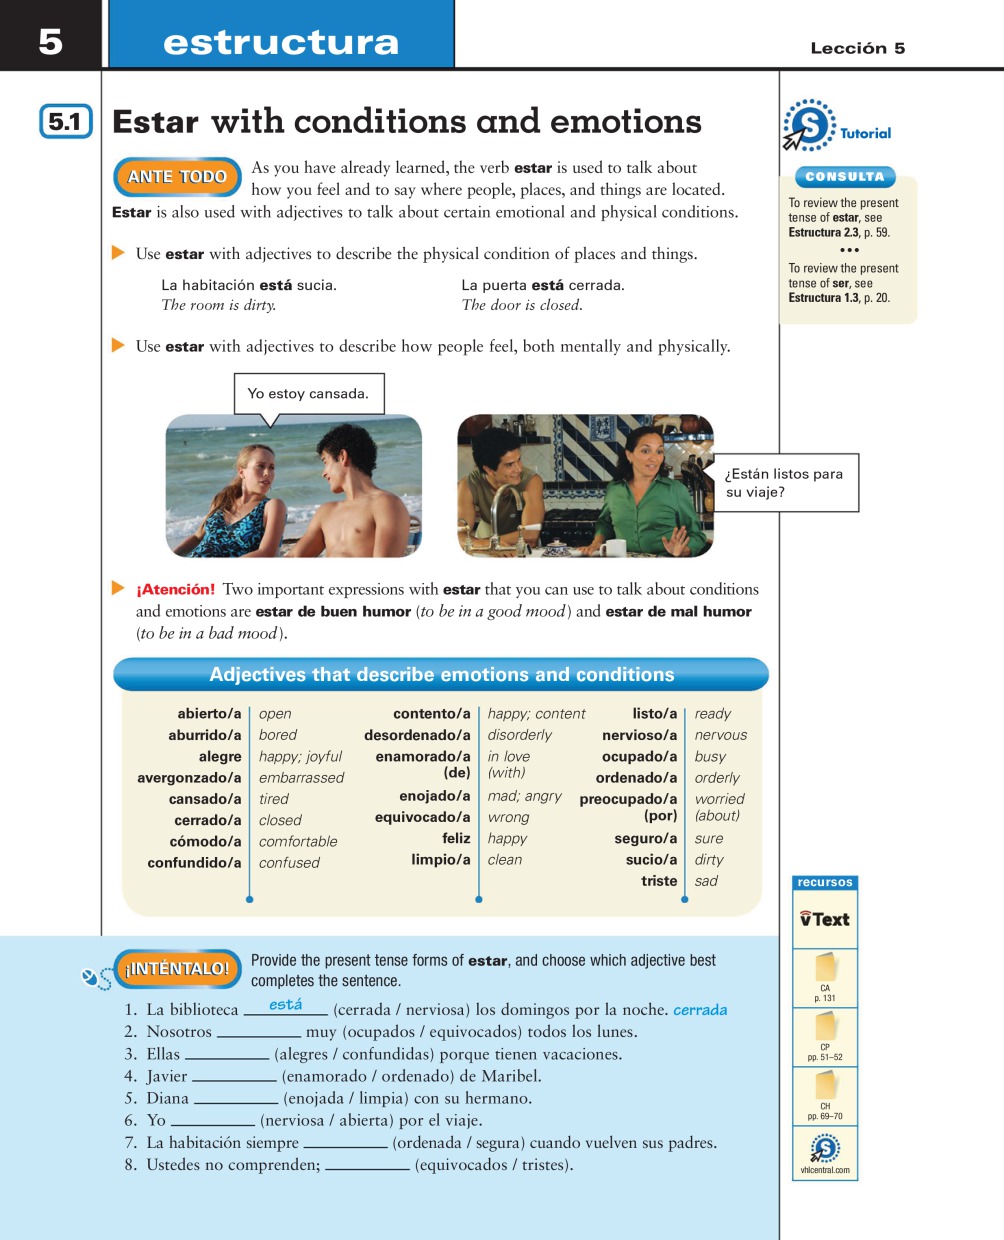 5
estructura
Lección 5
5.1
Estar with conditions and emotions
Tutorial
ANTE TODO
As you have already learned, the verb estar is used to talk about
how you feel and to say where people, places, and things are located.
Estar is also used with adjectives to talk about certain emotional and physical conditions.
CONSULTA
To review the present
tense of estar, see
Estructura 2.3, p. 59.
•••
To review the present
tense of ser, see
Estructura 1.3, p. 20.
Use estar with adjectives to describe the physical condition of places and things.
La habitación está sucia.
The room is dirty.
La puerta está cerrada.
The door is closed.
Use estar with adjectives to describe how people feel, both mentally and physically.
Yo estoy cansada.
¿Están listos para
su viaje?
¡Atención! Two important expressions with estar that you can use to talk about conditions
and emotions are estar de buen humor (to be in a good mood) and estar de mal humor
(to be in a bad mood).
Adjectives that describe emotions and conditions
abierto/a open
aburrido/a bored
alegre happy; joyful
avergonzado/a embarrassed
cansado/a tired
cerrado/a closed
cómodo/a comfortable
confundido/a confused
contento/a happy; content
desordenado/a disorderly
enamorado/a in love
(de) (with)
enojado/a mad; angry
equivocado/a wrong
feliz happy
limpio/a clean
listo/a ready
nervioso/a nervous
ocupado/a busy
ordenado/a orderly
preocupado/a worried
(por) (about)
seguro/a sure
sucio/a dirty
triste sad
¡INTÉNTALO!
Provide the present tense forms of estar, and choose which adjective best
completes the sentence.
1. La biblioteca está (cerrada / nerviosa) los domingos por la noche. cerrada
2. Nosotros __________ muy (ocupados / equivocados) todos los lunes.
3. Ellas __________ (alegres / confundidas) porque tienen vacaciones.
4. Javier __________ (enamorado / ordenado) de Maribel.
5. Diana __________ (enojada / limpia) con su hermano.
6. Yo __________ (nerviosa / abierta) por el viaje.
7. La habitación siempre __________ (ordenada / segura) cuando vuelven sus padres.
8. Ustedes no comprenden; __________ (equivocados / tristes).
recursos
vText
CA
p. 131
CP
pp. 51–52
CH
pp. 69–70
S
vhlcentral.com